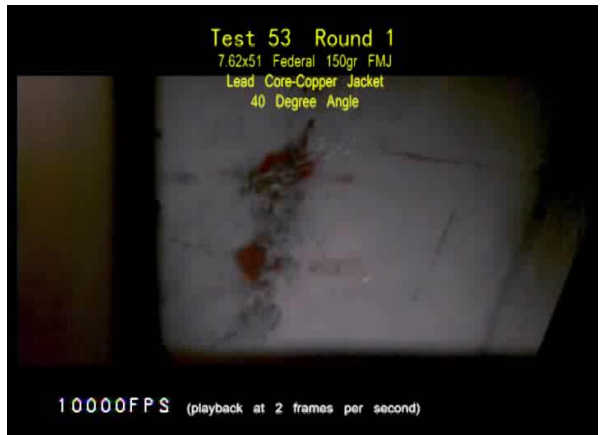 Test 53 Round 1
7.62x51 Federal 150gr FMJ
Lead Core-Copper Jacket
40 Degree Angle
10000FPS (playback at 2 frames per second)